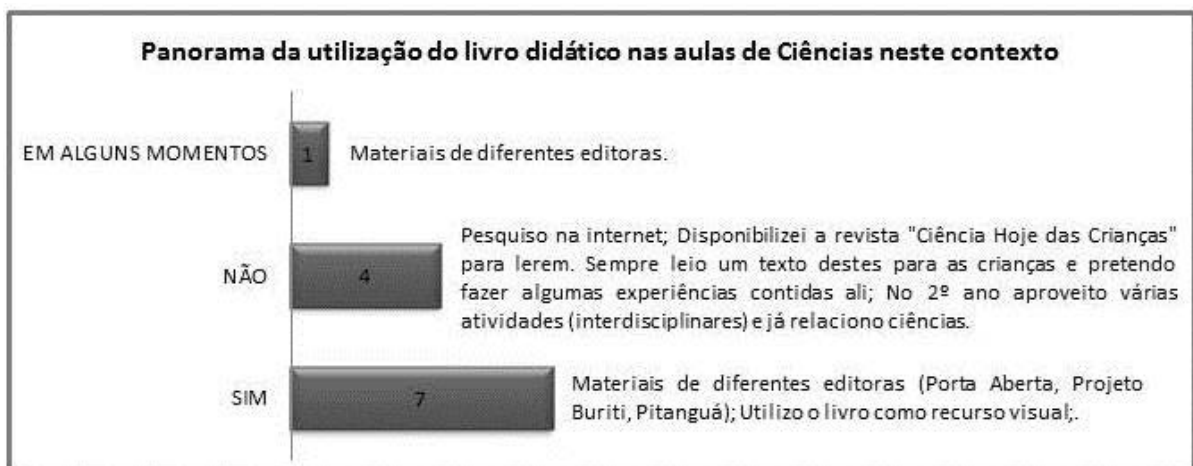 Panorama da utilização do livro didático nas aulas de Ciências neste contexto
EM ALGUNS MOMENTOS 1 Materiais de diferentes editoras.
Pesquiso na internet; Disponibilizei a revista "Ciência Hoje das Crianças"
para lerem. Sempre leio um texto destes para as crianças e pretendo
NÃO 4 fazer algumas experiências contidas ali; No 2º ano aproveito várias
atividades (interdisciplinares) e já relaciono ciências.
SIM 7 Materiais de diferentes editoras (Porta Aberta, Projeto
Buriti, Pitanguá); Utilizo o livro como recurso visual;.